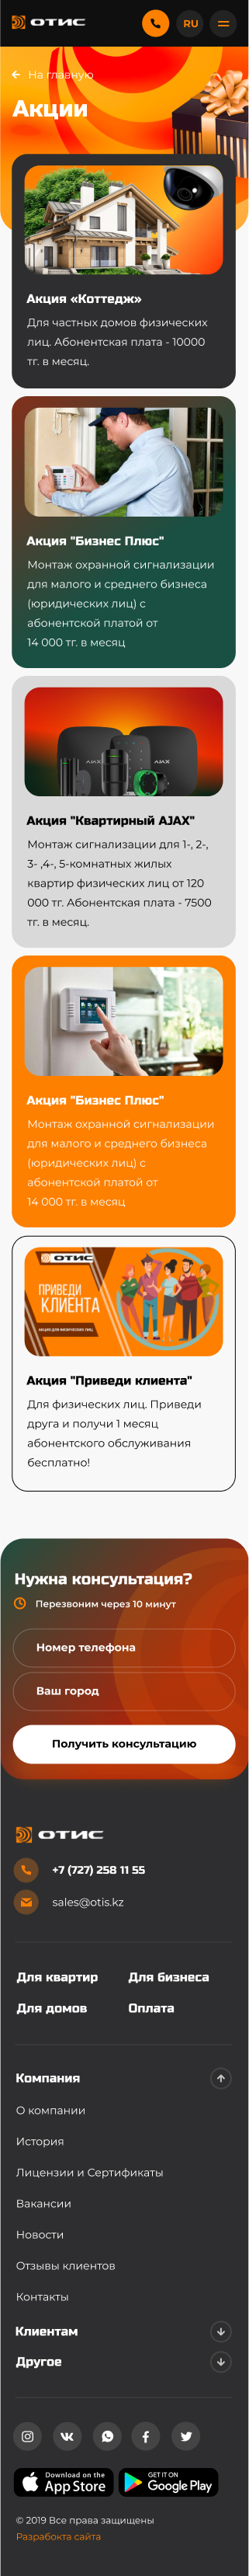 ОТИС
RU
На главную
Акции
Акция «Коттедж»
Для частных домов физических
лиц. Абонентская плата - 10000
тг. в месяц.
Акция "Бизнес Плюс"
Монтаж охранной сигнализации
для малого и среднего бизнеса
(юридических лиц) с
абонентской платой от
14 000 тг. в месяц
AJAX
AJAX
Акция "Квартирный AJAX"
Монтаж сигнализации для 1-, 2-,
3- ,4-, 5-комнатных жилых
квартир физических лиц от 120
000 тг. Абонентская плата - 7500
тг. в месяц.
Акция "Бизнес Плюс"
Монтаж охранной сигнализации
для малого и среднего бизнеса
(юридических лиц) с
абонентской платой от
14 000 тг. в месяц
ОТИС
ПРИВЕДИ
КЛИЕНТА
АКЦИЯ ДЛЯ ФИЗИЧЕСКИХ ЛИЦ
Акция "Приведи клиента"
Для физических лиц. Приведи
друга и получи 1 месяц
абонентского обслуживания
бесплатно!
Нужна консультация?
Перезвоним через 10 минут
Номер телефона
Ваш город
Получить консультацию
ОТИС
+7 (727) 258 11 55
sales@otis.kz
Для квартир Для бизнеса
Для домов Оплата
Компания
О компании
История
Лицензии и Сертификаты
Вакансии
Новости
Отзывы клиентов
Контакты
Клиентам
Другое
Download on the
App Store
GET IT ON
Google Play
© 2019 Все права защищены
Разработка сайта